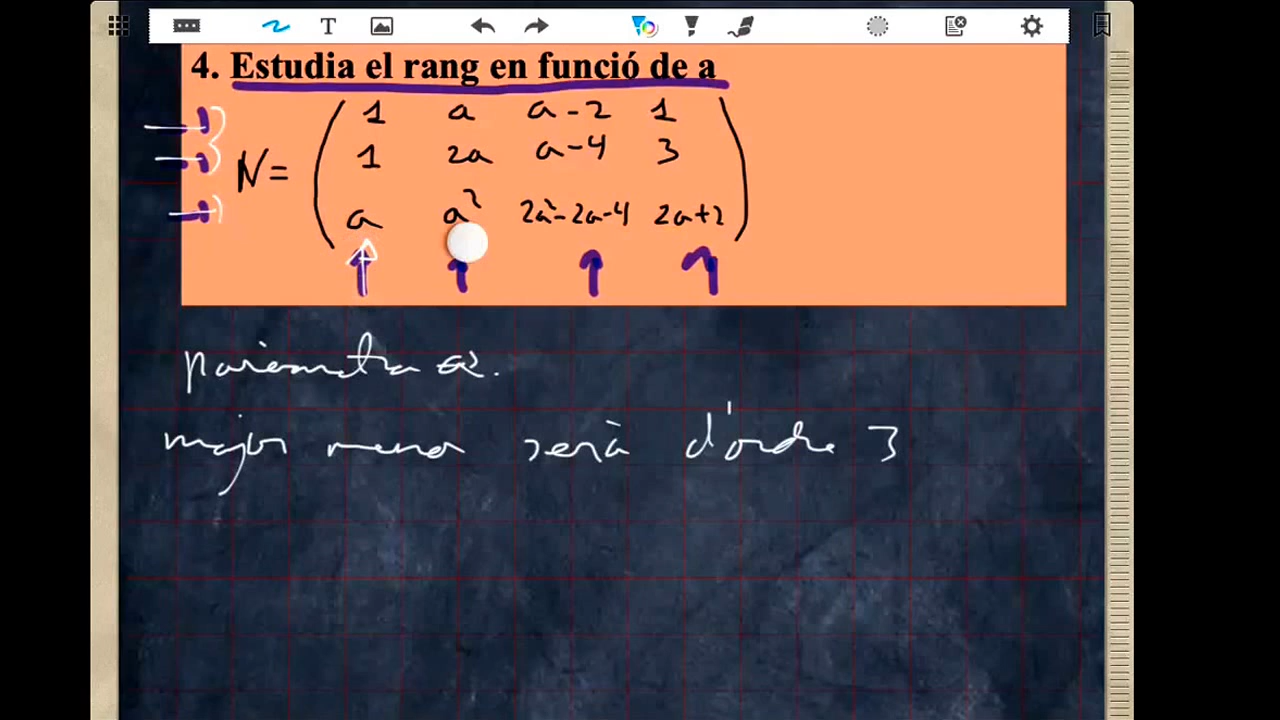 T
4. Estudia el rang en funció de a
1 a a-2 1
N= 1 2a a-4 3
a a² 2a²-2a-4 2a+2
parametra a.
major menor serà d'ordre 3